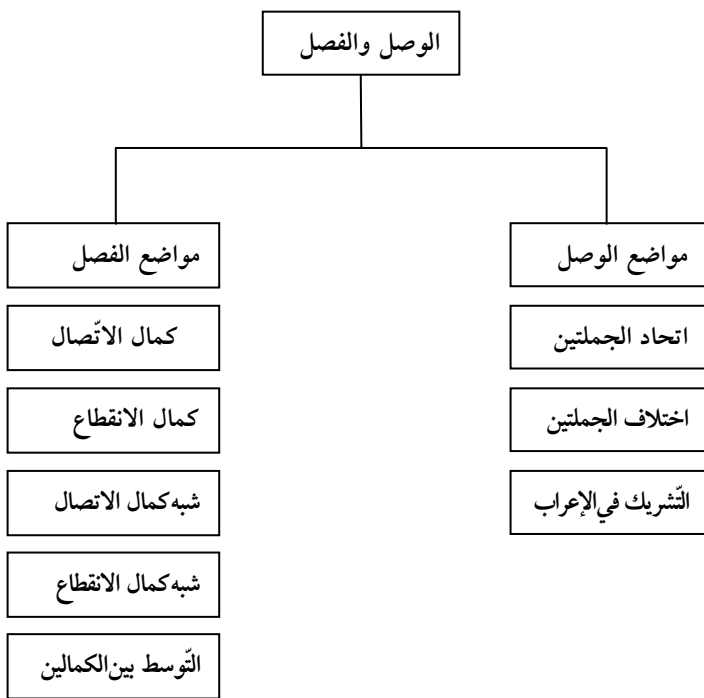 الوصل والفصل
مواضع الوصل
اتحاد الجملتين
اختلاف الجملتين
التّشريك في الإعراب
مواضع الفصل
كمال الاتّصال
كمال الانقطاع
شبه كمال الاتصال
شبه كمال الانقطاع
التّوسط بين الكمالين